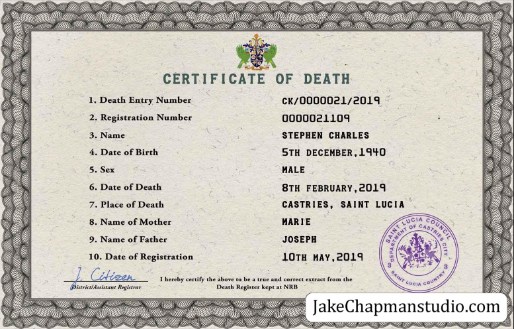 CERTIFICATE OF DEATH
1. Death Entry Number CK/0000021/2019
2. Registration Number 0000021109
3. Name STEPHEN CHARLES
4. Date of Birth 5TH DECEMBER,1940
5. Sex MALE
6. Date of Death 8TH FEBRUARY,2019
7. Place of Death CASTRIES, SAINT LUCIA
8. Name of Mother MARIE
9. Name of Father JOSEPH
10. Date of Registration 10TH MAY,2019
SAINT LUCIA COUNCIL
DEPARTMENT OF CASTRIES CITY
SAINT LUCIA COUNCIL
J. Citizen
District/Assistant Registrar
I hereby certify the above to be a true and correct extract from the
Death Register kept at NRB
JakeChapmanstudio.com